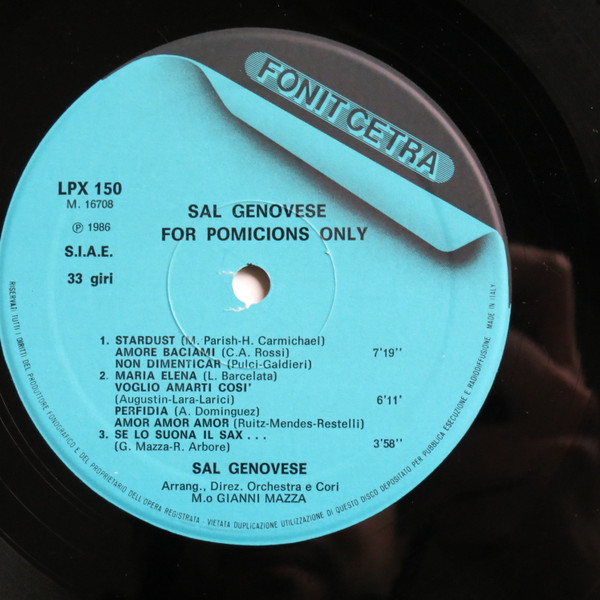 FONIT CETRA
LPX 150
M. 16708
℗ 1986
S.I.A.E.
33 giri
SAL GENOVESE
FOR POMICIONS ONLY
1. STARDUST (M. Parish-H. Carmichael)
AMORE BACIAMI (C.A. Rossi) 7'19''
NON DIMENTICAR (Pulci-Galdieri)
2. MARIA ELENA (L. Barcelata)
VOGLIO AMARTI COSI'
(Augustin-Lara-Larici) 6'11'
PERFIDIA (A. Dominguez)
AMOR AMOR AMOR (Ruitz-Mendes-Restelli)
3. SE LO SUONA IL SAX . . . 3'58''
(G. Mazza-R. Arbore)
SAL GENOVESE
Arrang., Direz. Orchestra e Cori
M.o GIANNI MAZZA
RISERVATI TUTTI I DIRITTI DEL PRODUTTORE FONOGRAFICO E DEL PROPRIETARIO DELL'OPERA REGISTRATA - VIETATA DUPLICAZIONE UTILIZZAZIONE DI QUESTO DISCO DEPOSITATO PER PUBBLICA ESECUZIONE E RADIODIFFUSIONE MADE IN ITALY